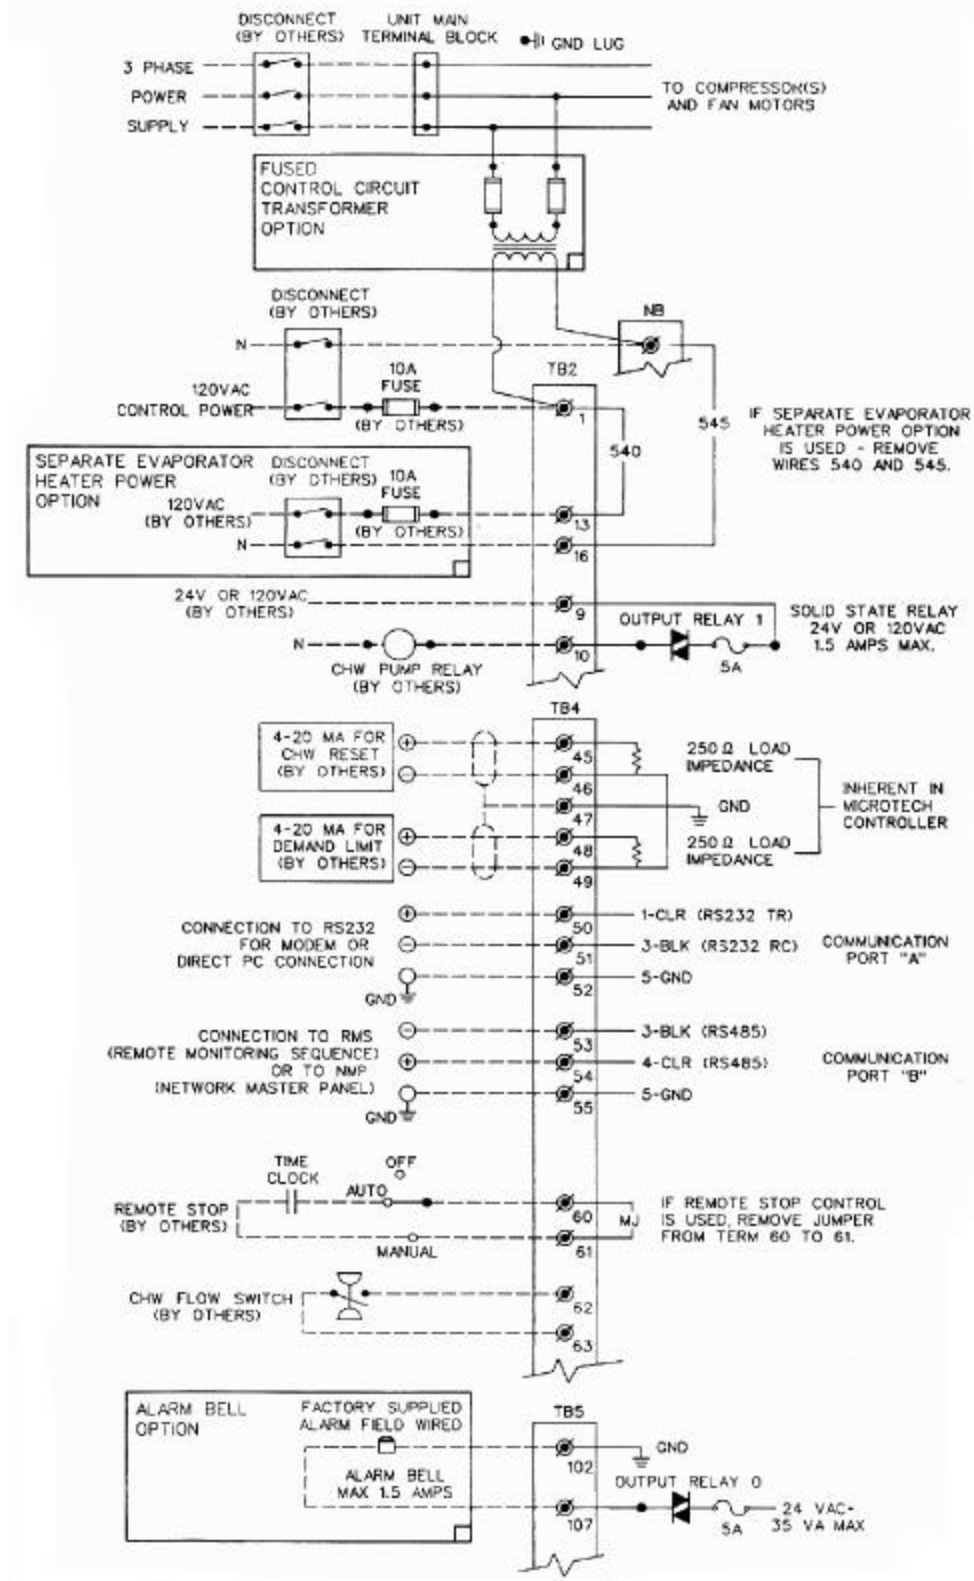 DISCONNECT
(BY OTHERS)
UNIT MAIN
TERMINAL BLOCK
GND LUG
3 PHASE
POWER
SUPPLY
TO COMPRESSOR(S)
AND FAN MOTORS
FUSED
CONTROL CIRCUIT
TRANSFORMER
OPTION
DISCONNECT
(BY OTHERS)
NB
N
TB2
10A
FUSE
120VAC
CONTROL POWER
(BY OTHERS)
1
545
540
IF SEPARATE EVAPORATOR
HEATER POWER OPTION
IS USED - REMOVE
WIRES 540 AND 545.
SEPARATE EVAPORATOR
HEATER POWER
OPTION
DISCONNECT
(BY OTHERS)
10A
FUSE
120VAC
(BY OTHERS)
(BY OTHERS)
13
N
16
24V OR 120VAC
(BY OTHERS)
9
OUTPUT RELAY 1
SOLID STATE RELAY
24V OR 120VAC
1.5 AMPS MAX.
N
10
5A
CHW PUMP RELAY
(BY OTHERS)
TB4
4-20 MA FOR
CHW RESET
(BY OTHERS)
45
46
250Ω LOAD
IMPEDANCE
47
GND
INHERENT IN
MICROTECH
CONTROLLER
4-20 MA FOR
DEMAND LIMIT
(BY OTHERS)
48
49
250Ω LOAD
IMPEDANCE
CONNECTION TO RS232
FOR MODEM OR
DIRECT PC CONNECTION
GND
50
51
52
1-CLR (RS232 TR)
3-BLK (RS232 RC)
5-GND
COMMUNICATION
PORT "A"
CONNECTION TO RMS
(REMOTE MONITORING SEQUENCE)
OR TO NMP
(NETWORK MASTER PANEL)
GND
53
54
55
3-BLK (RS485)
4-CLR (RS485)
5-GND
COMMUNICATION
PORT "B"
TIME
CLOCK
OFF
AUTO
REMOTE STOP
(BY OTHERS)
MANUAL
60
61
MJ
IF REMOTE STOP CONTROL
IS USED, REMOVE JUMPER
FROM TERM 60 TO 61.
CHW FLOW SWITCH
(BY OTHERS)
62
63
ALARM BELL
OPTION
FACTORY SUPPLIED
ALARM FIELD WIRED
ALARM BELL
MAX 1.5 AMPS
TB5
102
GND
OUTPUT RELAY 0
107
5A
24 VAC-
35 VA MAX